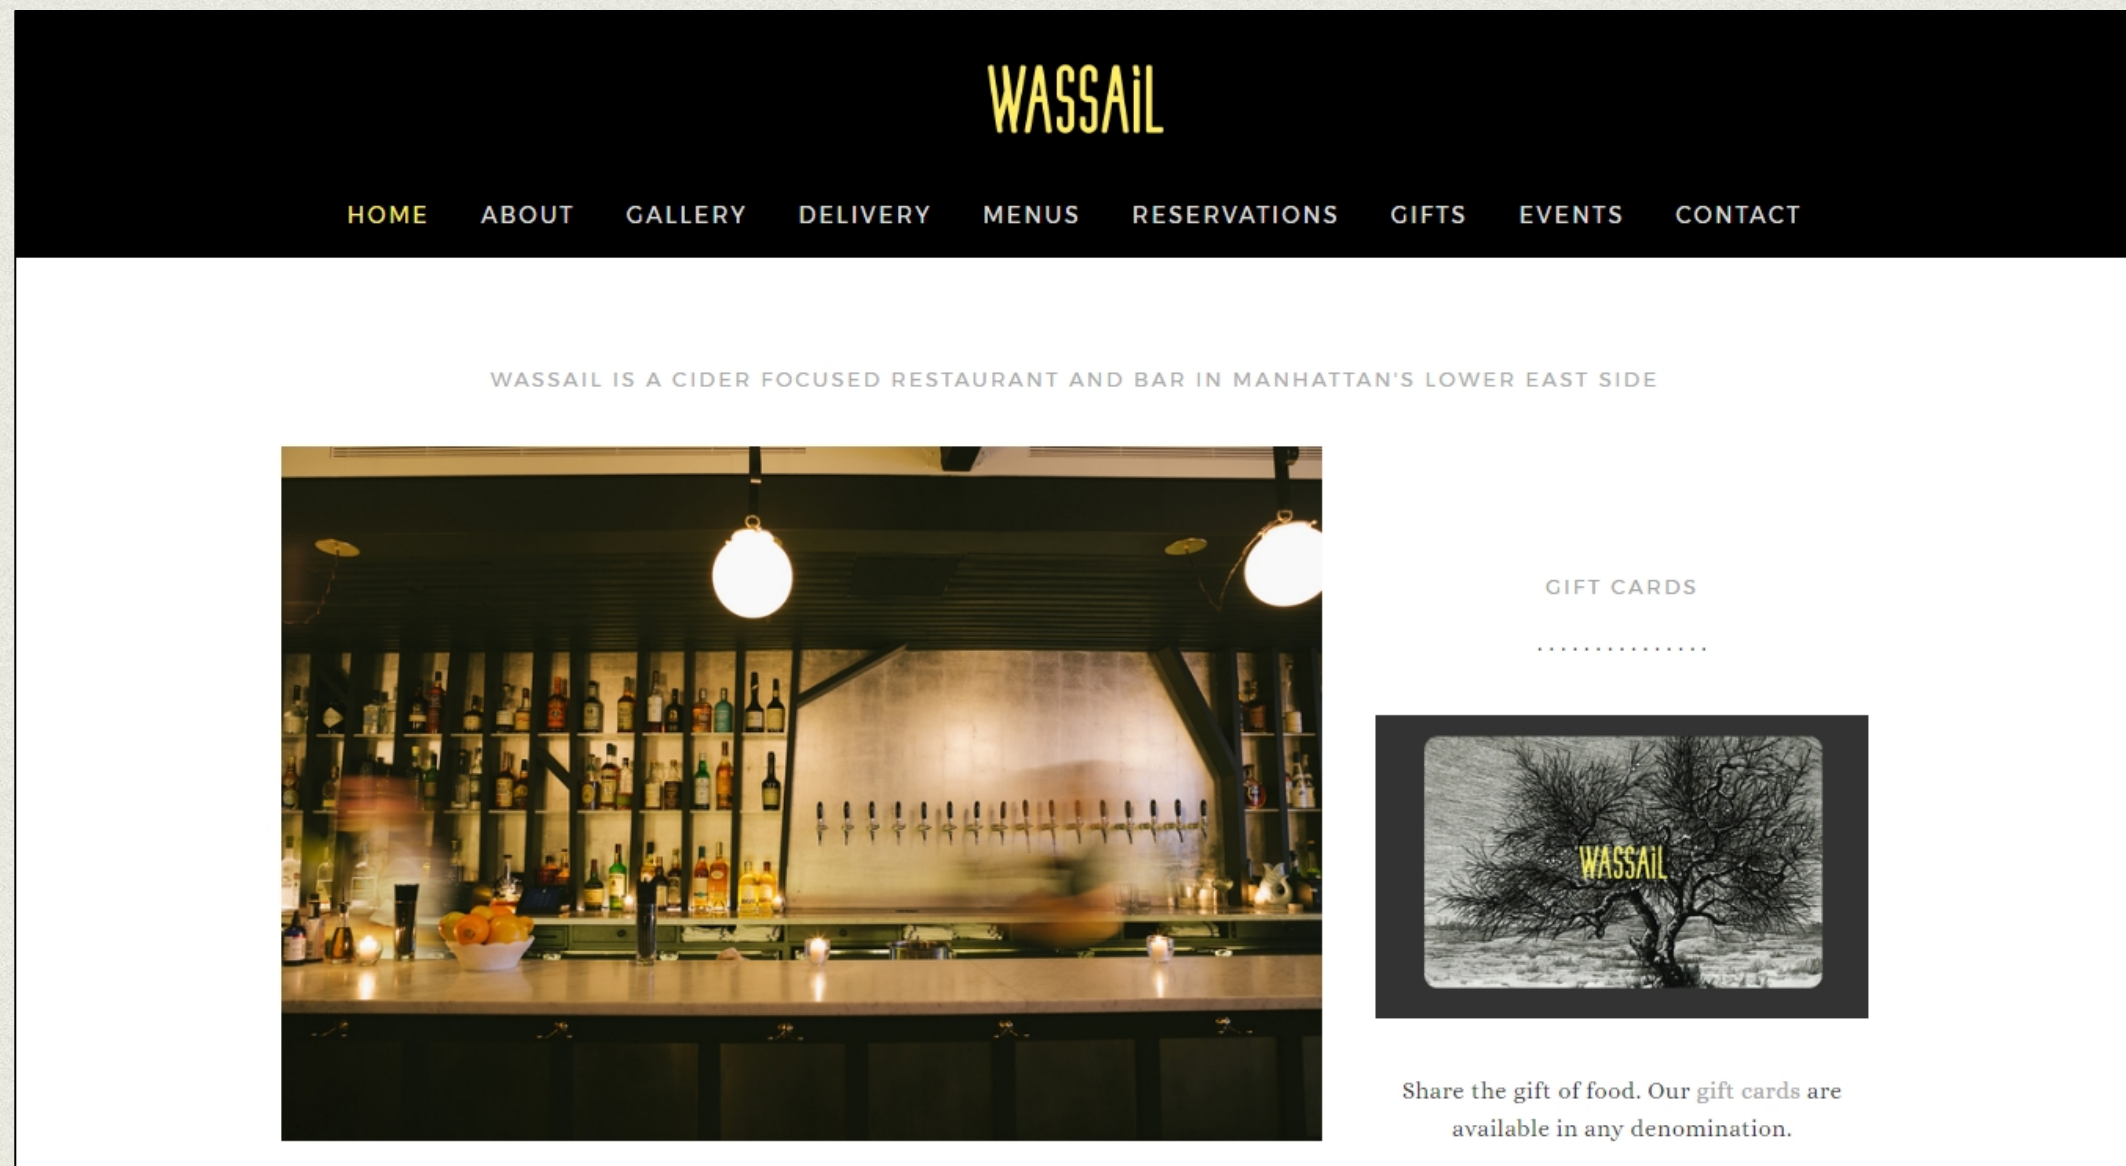 WASSAiL
HOME ABOUT GALLERY DELIVERY MENUS RESERVATIONS GIFTS EVENTS CONTACT
WASSAIL IS A CIDER FOCUSED RESTAURANT AND BAR IN MANHATTAN'S LOWER EAST SIDE
GIFT CARDS
...............
WASSAiL
Share the gift of food. Our gift cards are
available in any denomination.